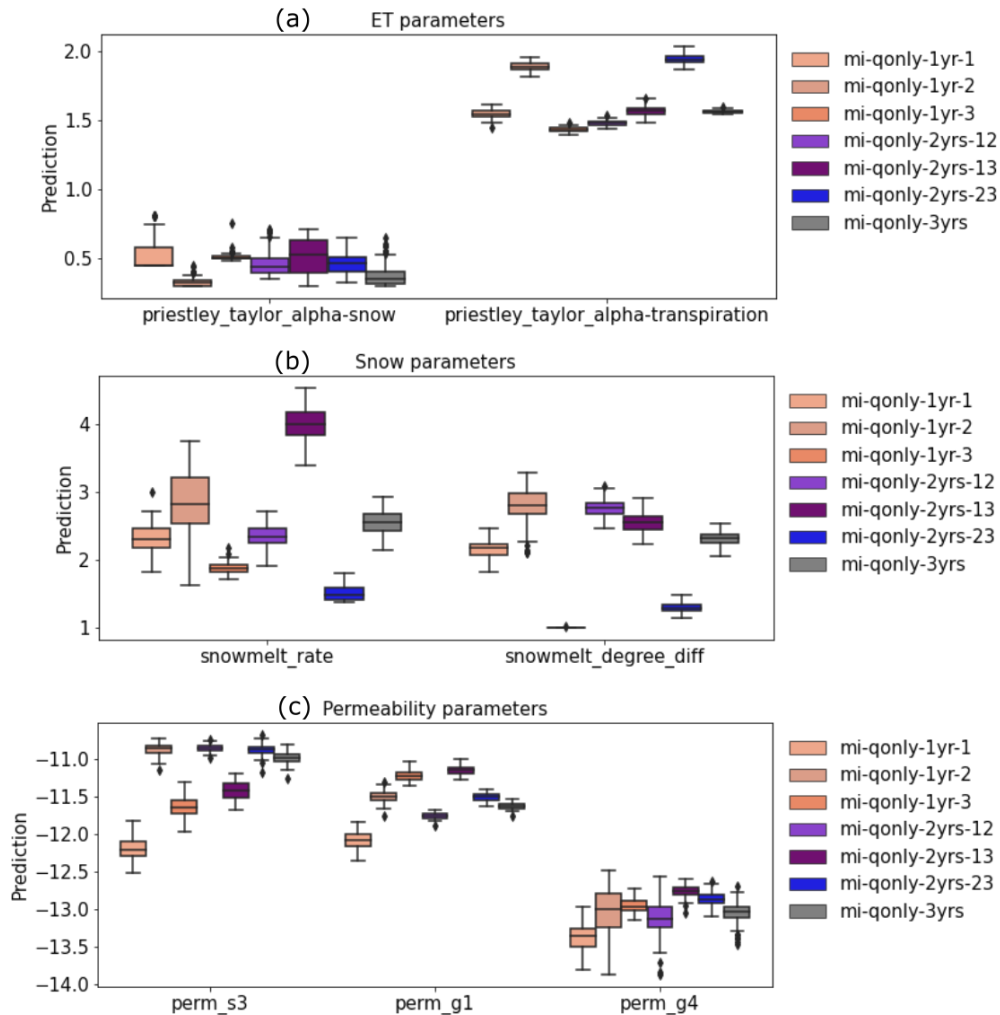 (a) ET parameters
2.0
1.5
1.0
0.5
Prediction
priestley_taylor_alpha-snow
priestley_taylor_alpha-transpiration
mi-qonly-1yr-1
mi-qonly-1yr-2
mi-qonly-1yr-3
mi-qonly-2yrs-12
mi-qonly-2yrs-13
mi-qonly-2yrs-23
mi-qonly-3yrs
(b) Snow parameters
4
3
2
1
Prediction
snowmelt_rate
snowmelt_degree_diff
mi-qonly-1yr-1
mi-qonly-1yr-2
mi-qonly-1yr-3
mi-qonly-2yrs-12
mi-qonly-2yrs-13
mi-qonly-2yrs-23
mi-qonly-3yrs
(c) Permeability parameters
−11.0
−11.5
−12.0
−12.5
−13.0
−13.5
−14.0
Prediction
perm_s3
perm_g1
perm_g4
mi-qonly-1yr-1
mi-qonly-1yr-2
mi-qonly-1yr-3
mi-qonly-2yrs-12
mi-qonly-2yrs-13
mi-qonly-2yrs-23
mi-qonly-3yrs